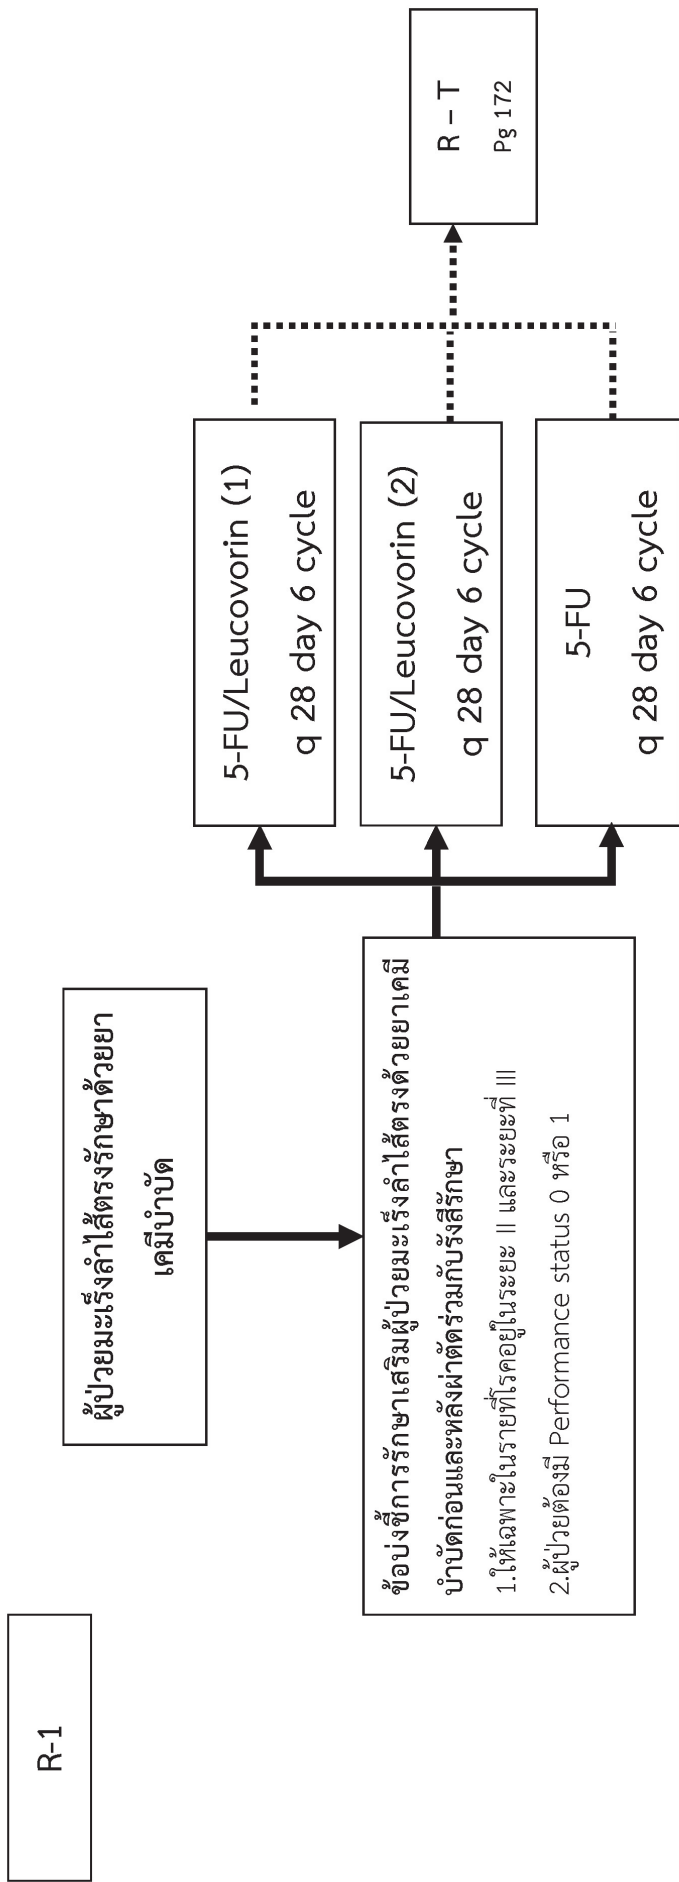 R-1
ผู้ป่วยมะเร็งลำไส้ตรงรักษาด้วยยา
เคมีบำบัด
ข้อบ่งชี้การรักษาเสริมผู้ป่วยมะเร็งลำไส้ตรงด้วยยาเคมี
บำบัดก่อนและหลังผ่าตัดร่วมกับรังสีรักษา
1.ให้เฉพาะในรายที่โรคอยู่ในระยะ II และระยะที่ III
2.ผู้ป่วยต้องมี Performance status 0 หรือ 1
5-FU/Leucovorin (1)
q 28 day 6 cycle
5-FU/Leucovorin (2)
q 28 day 6 cycle
5-FU
q 28 day 6 cycle
R – T
Pg 172